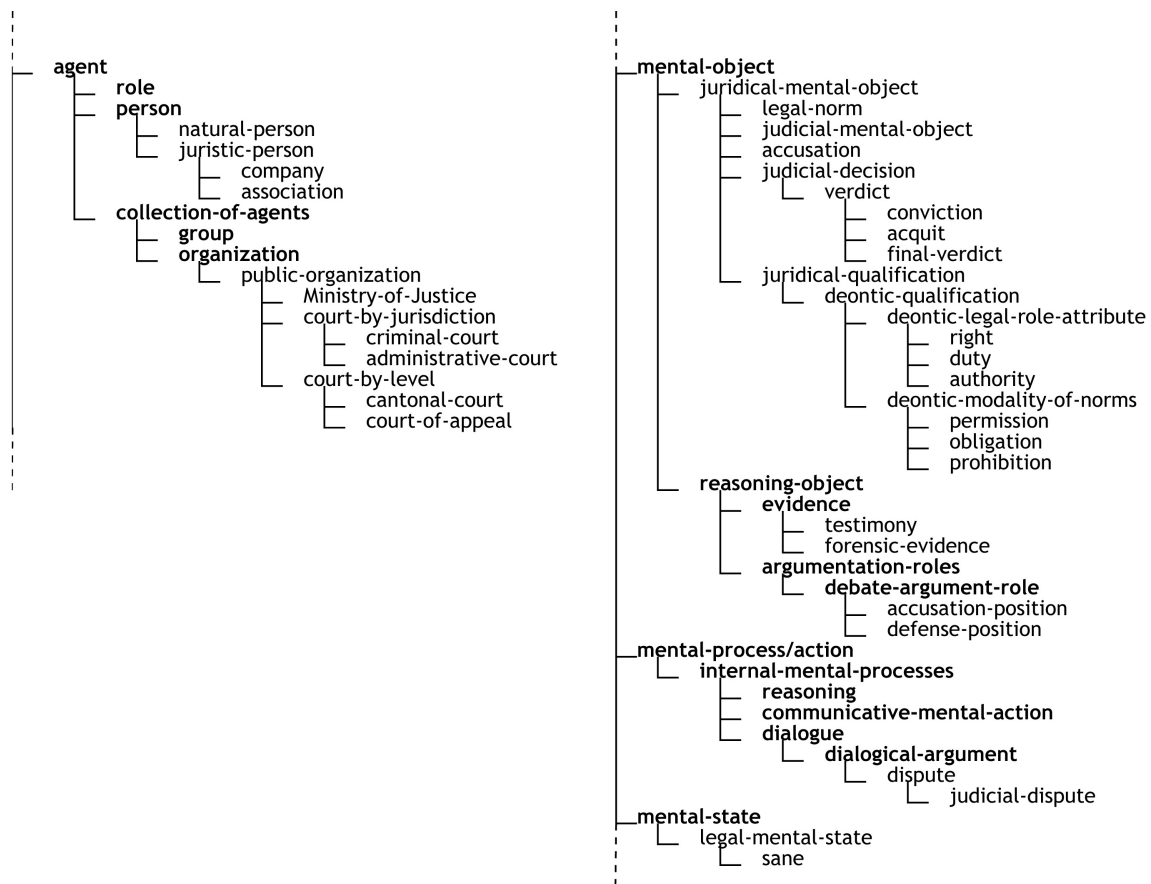 agent
role
person
natural-person
juristic-person
company
association
collection-of-agents
group
organization
public-organization
Ministry-of-Justice
court-by-jurisdiction
criminal-court
administrative-court
court-by-level
cantonal-court
court-of-appeal
mental-object
juridical-mental-object
legal-norm
judicial-mental-object
accusation
judicial-decision
verdict
conviction
acquit
final-verdict
juridical-qualification
deontic-qualification
deontic-legal-role-attribute
right
duty
authority
deontic-modality-of-norms
permission
obligation
prohibition
reasoning-object
evidence
testimony
forensic-evidence
argumentation-roles
debate-argument-role
accusation-position
defense-position
mental-process/action
internal-mental-processes
reasoning
communicative-mental-action
dialogue
dialogical-argument
dispute
judicial-dispute
mental-state
legal-mental-state
sane